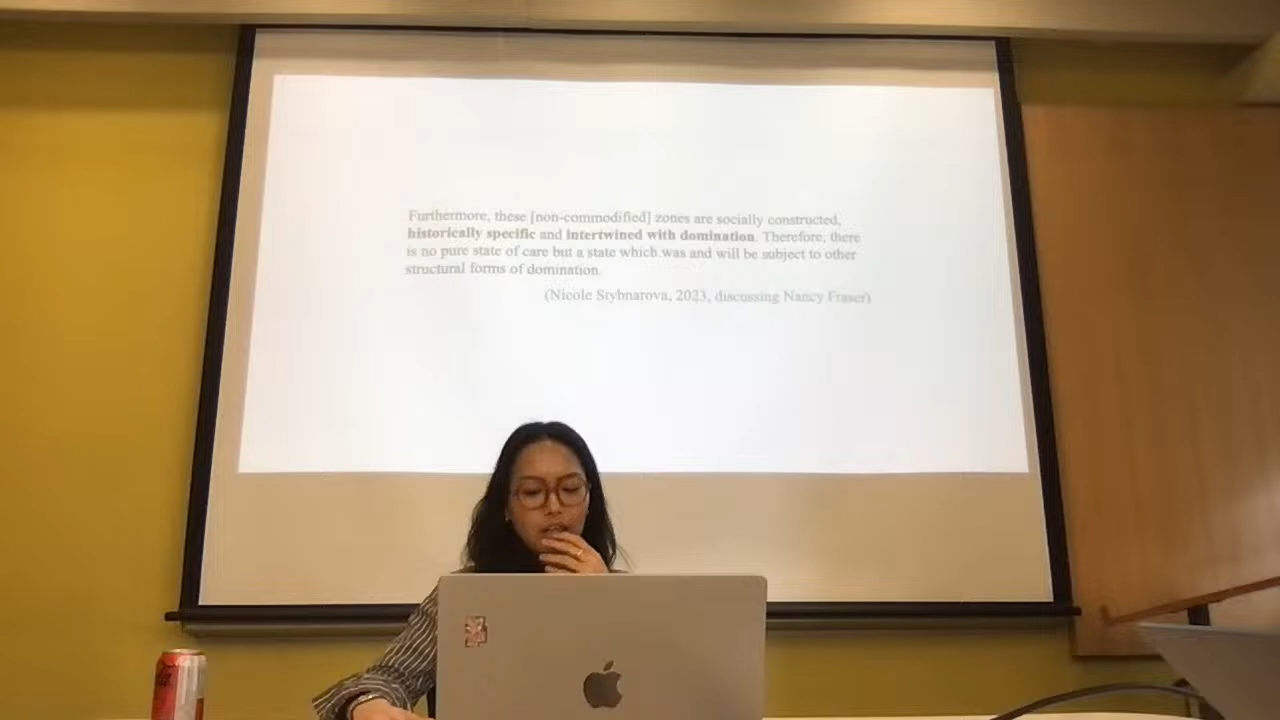 Furthermore, these [non-commodified] zones are socially constructed,
historically specific and intertwined with domination. Therefore, there
is no pure state of care but a state which was and will be subject to other
structural forms of domination.
(Nicole Stybnarova, 2023, discussing Nancy Fraser)